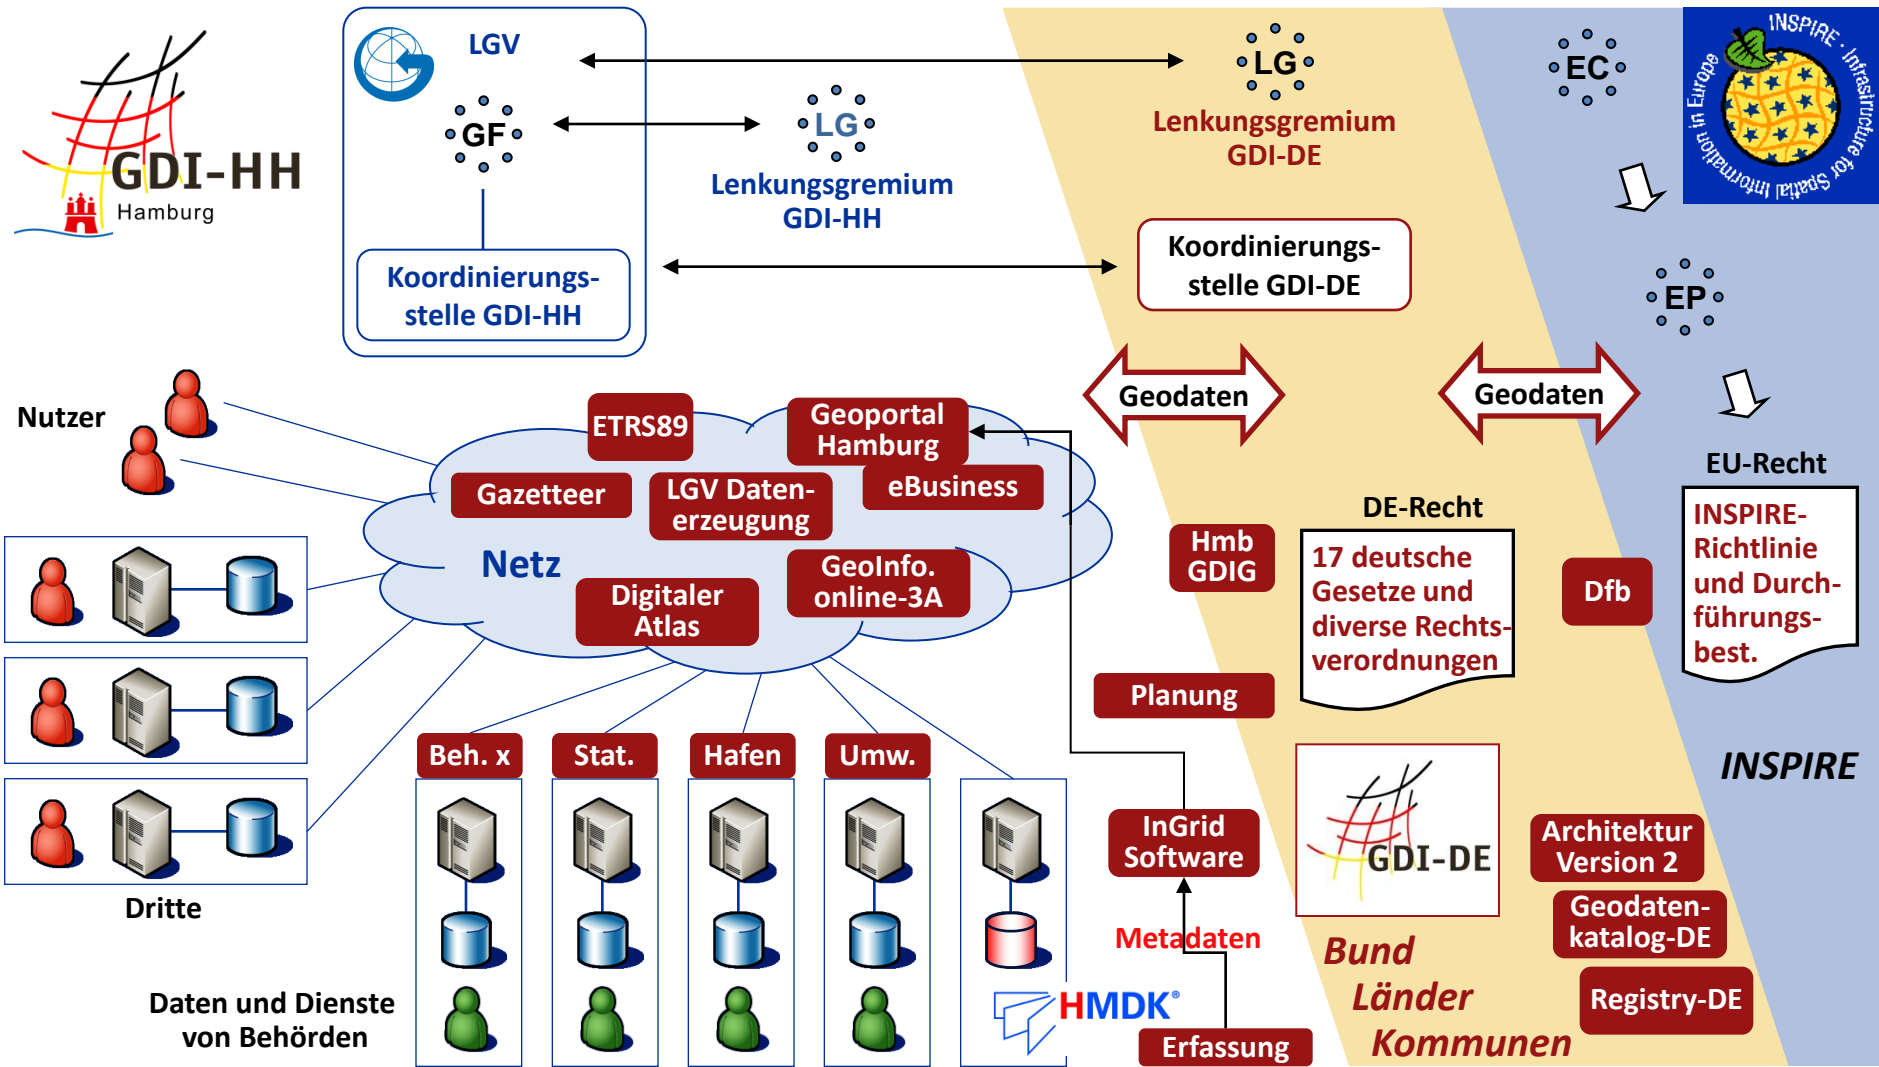 GDI-HH
Hamburg
LGV
GF
Koordinierungs-
stelle GDI-HH
LG
Lenkungsgremium
GDI-HH
LG
Lenkungsgremium
GDI-DE
Koordinierungs-
stelle GDI-DE
EC
EP
INSPIRE · Infrastructure for Spatial Information in Europe
Geodaten
Geodaten
Nutzer
ETRS89
Geoportal
Hamburg
eBusiness
Gazetteer
LGV Daten-
erzeugung
Netz
GeoInfo.
online-3A
Digitaler
Atlas
EU-Recht
INSPIRE-
Richtlinie
und Durch-
führungs-
best.
DE-Recht
17 deutsche
Gesetze und
diverse Rechts-
verordnungen
Hmb
GDIG
Dfb
Planung
Beh. x
Stat.
Hafen
Umw.
INSPIRE
InGrid
Software
GDI-DE
Architektur
Version 2
Geodaten-
katalog-DE
Registry-DE
Dritte
Metadaten
Daten und Dienste
von Behörden
HMDK®
Erfassung
Bund
Länder
Kommunen